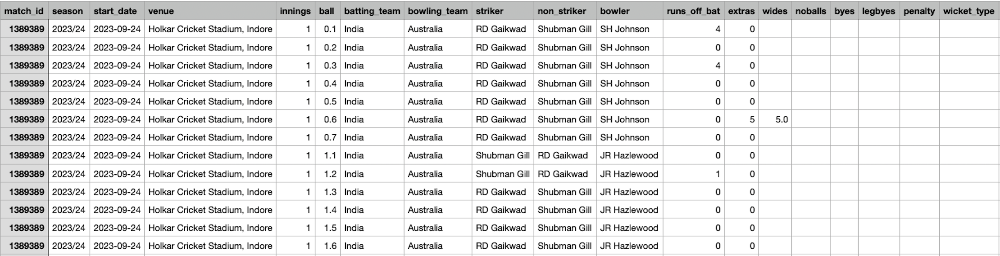 match_id season start_date venue innings ball batting_team bowling_team striker non_striker bowler runs_off_bat extras wides noballs byes legbyes penalty wicket_type
1389389 2023/24 2023-09-24 Holkar Cricket Stadium, Indore 1 0.1 India Australia RD Gaikwad Shubman Gill SH Johnson 4 0
1389389 2023/24 2023-09-24 Holkar Cricket Stadium, Indore 1 0.2 India Australia RD Gaikwad Shubman Gill SH Johnson 0 0
1389389 2023/24 2023-09-24 Holkar Cricket Stadium, Indore 1 0.3 India Australia RD Gaikwad Shubman Gill SH Johnson 4 0
1389389 2023/24 2023-09-24 Holkar Cricket Stadium, Indore 1 0.4 India Australia RD Gaikwad Shubman Gill SH Johnson 0 0
1389389 2023/24 2023-09-24 Holkar Cricket Stadium, Indore 1 0.5 India Australia RD Gaikwad Shubman Gill SH Johnson 0 0
1389389 2023/24 2023-09-24 Holkar Cricket Stadium, Indore 1 0.6 India Australia RD Gaikwad Shubman Gill SH Johnson 0 5 5.0
1389389 2023/24 2023-09-24 Holkar Cricket Stadium, Indore 1 0.7 India Australia RD Gaikwad Shubman Gill SH Johnson 0 0
1389389 2023/24 2023-09-24 Holkar Cricket Stadium, Indore 1 1.1 India Australia Shubman Gill RD Gaikwad JR Hazlewood 0 0
1389389 2023/24 2023-09-24 Holkar Cricket Stadium, Indore 1 1.2 India Australia Shubman Gill RD Gaikwad JR Hazlewood 1 0
1389389 2023/24 2023-09-24 Holkar Cricket Stadium, Indore 1 1.3 India Australia RD Gaikwad Shubman Gill JR Hazlewood 0 0
1389389 2023/24 2023-09-24 Holkar Cricket Stadium, Indore 1 1.4 India Australia RD Gaikwad Shubman Gill JR Hazlewood 0 0
1389389 2023/24 2023-09-24 Holkar Cricket Stadium, Indore 1 1.5 India Australia RD Gaikwad Shubman Gill JR Hazlewood 0 0
1389389 2023/24 2023-09-24 Holkar Cricket Stadium, Indore 1 1.6 India Australia RD Gaikwad Shubman Gill JR Hazlewood 0 0